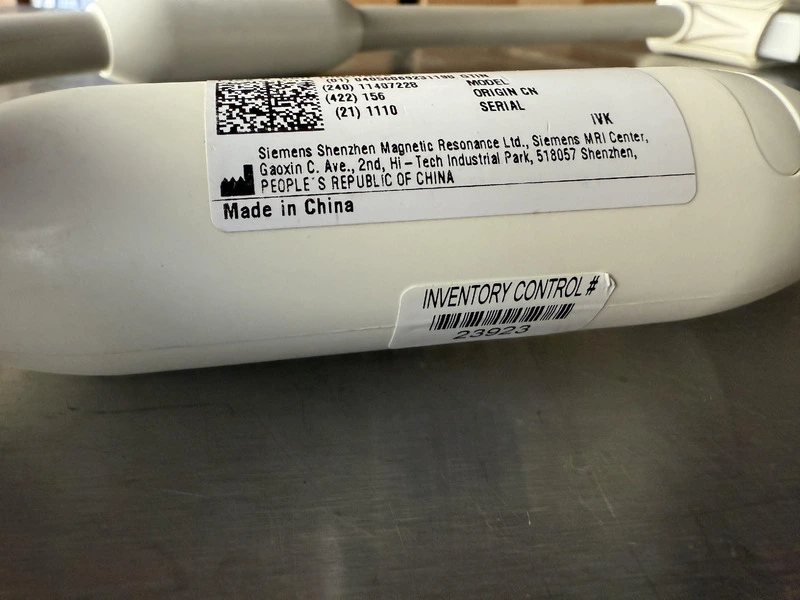 (240) 11407228 MODEL
(422) 156 ORIGIN CN
(21) 1110 SERIAL
IVK
Siemens Shenzhen Magnetic Resonance Ltd., Siemens MRI Center,
Gaoxin C. Ave., 2nd, Hi-Tech Industrial Park, 518057 Shenzhen,
PEOPLE´S REPUBLIC OF CHINA
Made in China
INVENTORY CONTROL #
23923